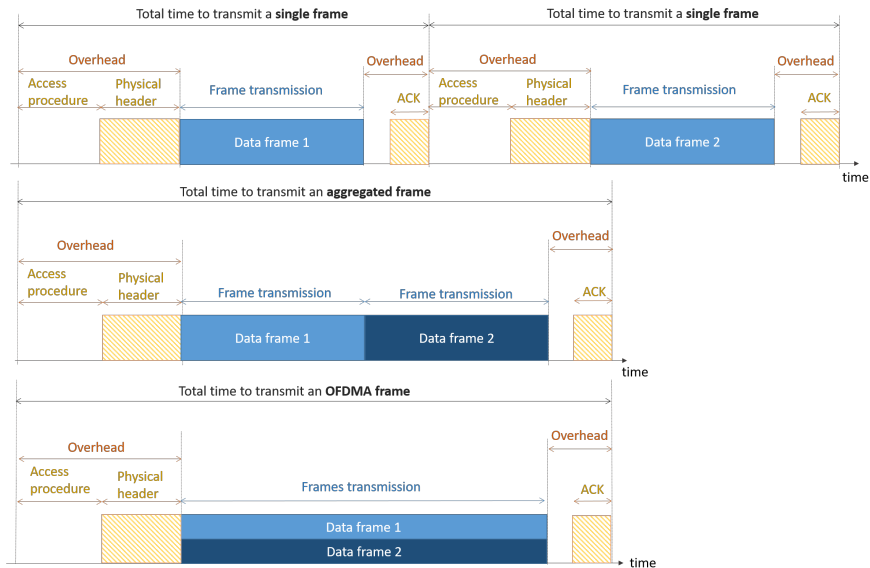 Total time to transmit a single frame
Total time to transmit a single frame
Overhead
Overhead
Overhead
Overhead
Access procedure
Physical header
Frame transmission
ACK
Access procedure
Physical header
Frame transmission
ACK
Data frame 1
Data frame 2
time
Total time to transmit an aggregated frame
Overhead
Overhead
Access procedure
Physical header
Frame transmission
Frame transmission
ACK
Data frame 1
Data frame 2
time
Total time to transmit an OFDMA frame
Overhead
Overhead
Access procedure
Physical header
Frames transmission
ACK
Data frame 1
Data frame 2
time